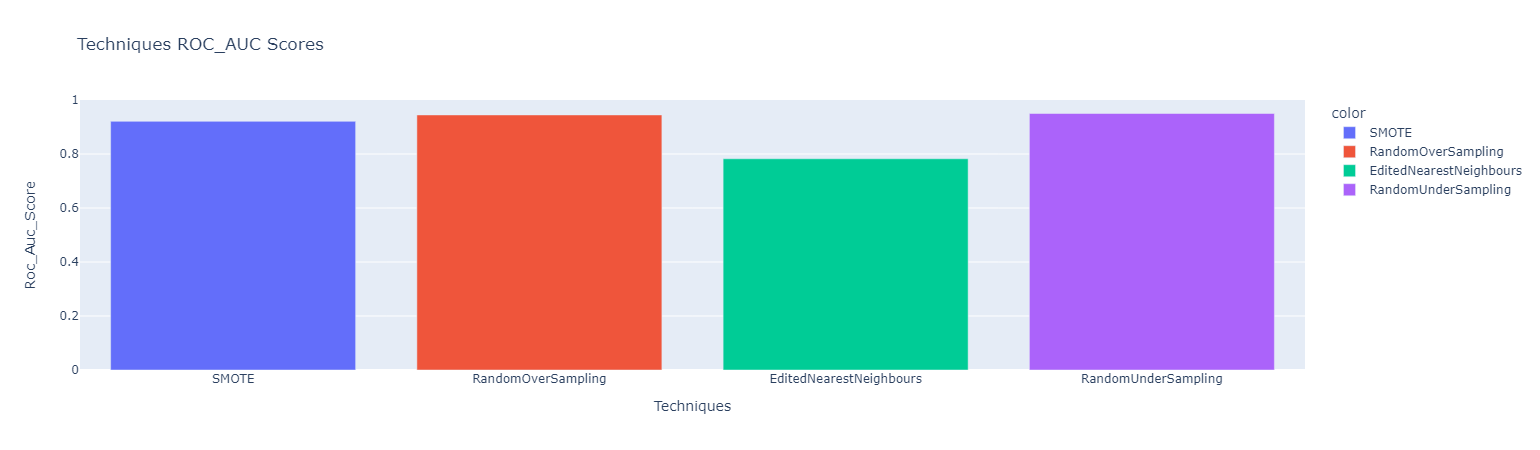 Techniques ROC_AUC Scores
1
0.8
0.6
0.4
0.2
0
Roc_Auc_Score
SMOTE
RandomOverSampling
EditedNearestNeighbours
RandomUnderSampling
Techniques
color
SMOTE
RandomOverSampling
EditedNearestNeighbours
RandomUnderSampling